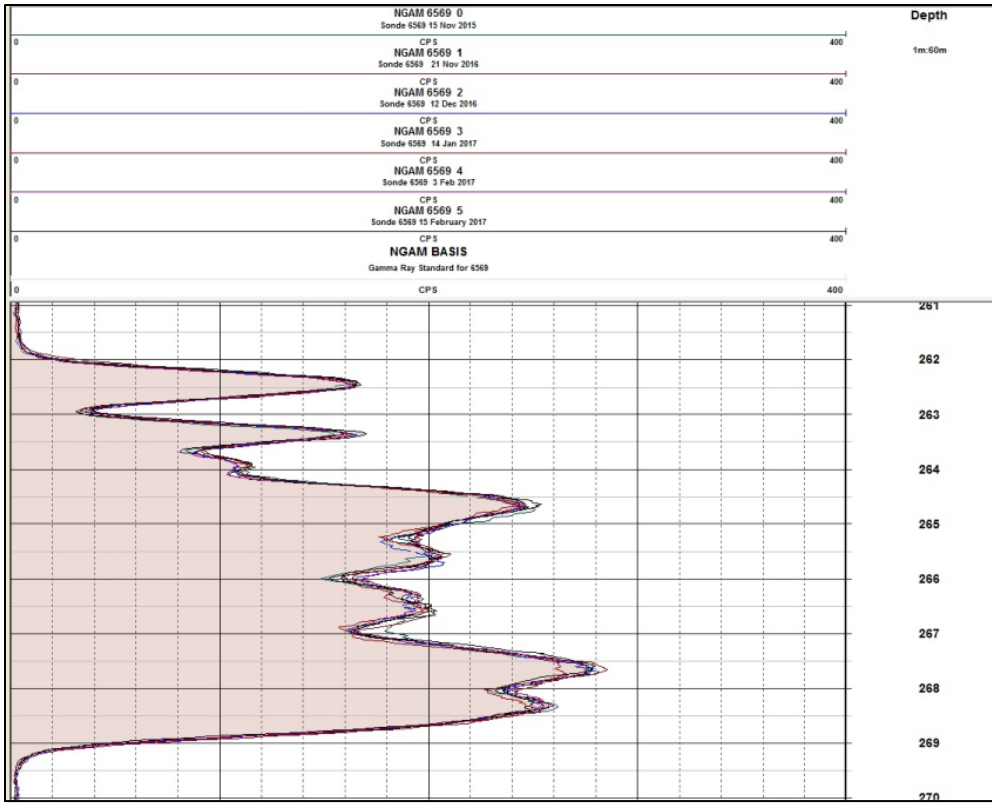 NGAM 6569 0
Depth
Sonde 6569 15 Nov 2015
0 CPS 400
1m:60m
NGAM 6569 1
Sonde 6569 21 Nov 2016
0 CPS 400
NGAM 6569 2
Sonde 6569 12 Dec 2016
0 CPS 400
NGAM 6569 3
Sonde 6569 14 Jan 2017
0 CPS 400
NGAM 6569 4
Sonde 6569 3 Feb 2017
0 CPS 400
NGAM 6569 5
Sonde 6569 15 February 2017
0 CPS 400
NGAM BASIS
Gamma Ray Standard for 6569
0 CPS 400
261
262
263
264
265
266
267
268
269
270